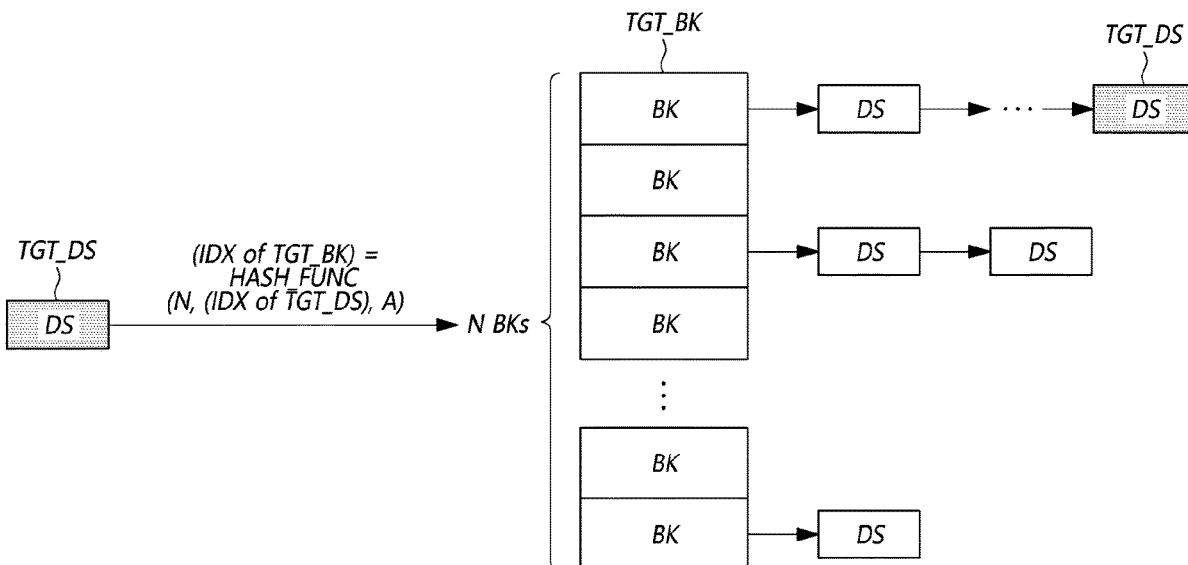 TGT_BK
TGT_DS
BK
DS
...
DS
BK
TGT_DS
(IDX of TGT_BK) =
HASH_FUNC
(N, (IDX of TGT_DS), A)
BK
DS
DS
DS
N BKs
BK
⋮
BK
BK
DS